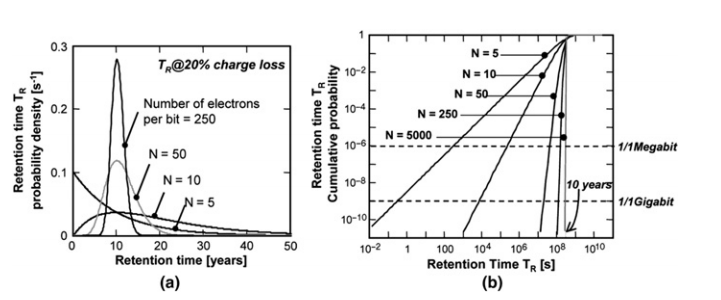 0.3
0.2
0.1
0
T_R@20% charge loss
Number of electrons
per bit = 250
N = 50
N = 10
N = 5
0 10 20 30 40 50
Retention time [years]
Retention time T_R
probability density [s⁻¹]
(a)
1
10⁻²
10⁻⁴
10⁻⁶
10⁻⁸
10⁻¹⁰
N = 5
N = 10
N = 50
N = 250
N = 5000
1/1Megabit
10 years
1/1Gigabit
10⁻² 1 100 10⁴ 10⁶ 10⁸ 10¹⁰
Retention Time T_R [s]
Retention time T_R
Cumulative probability
(b)